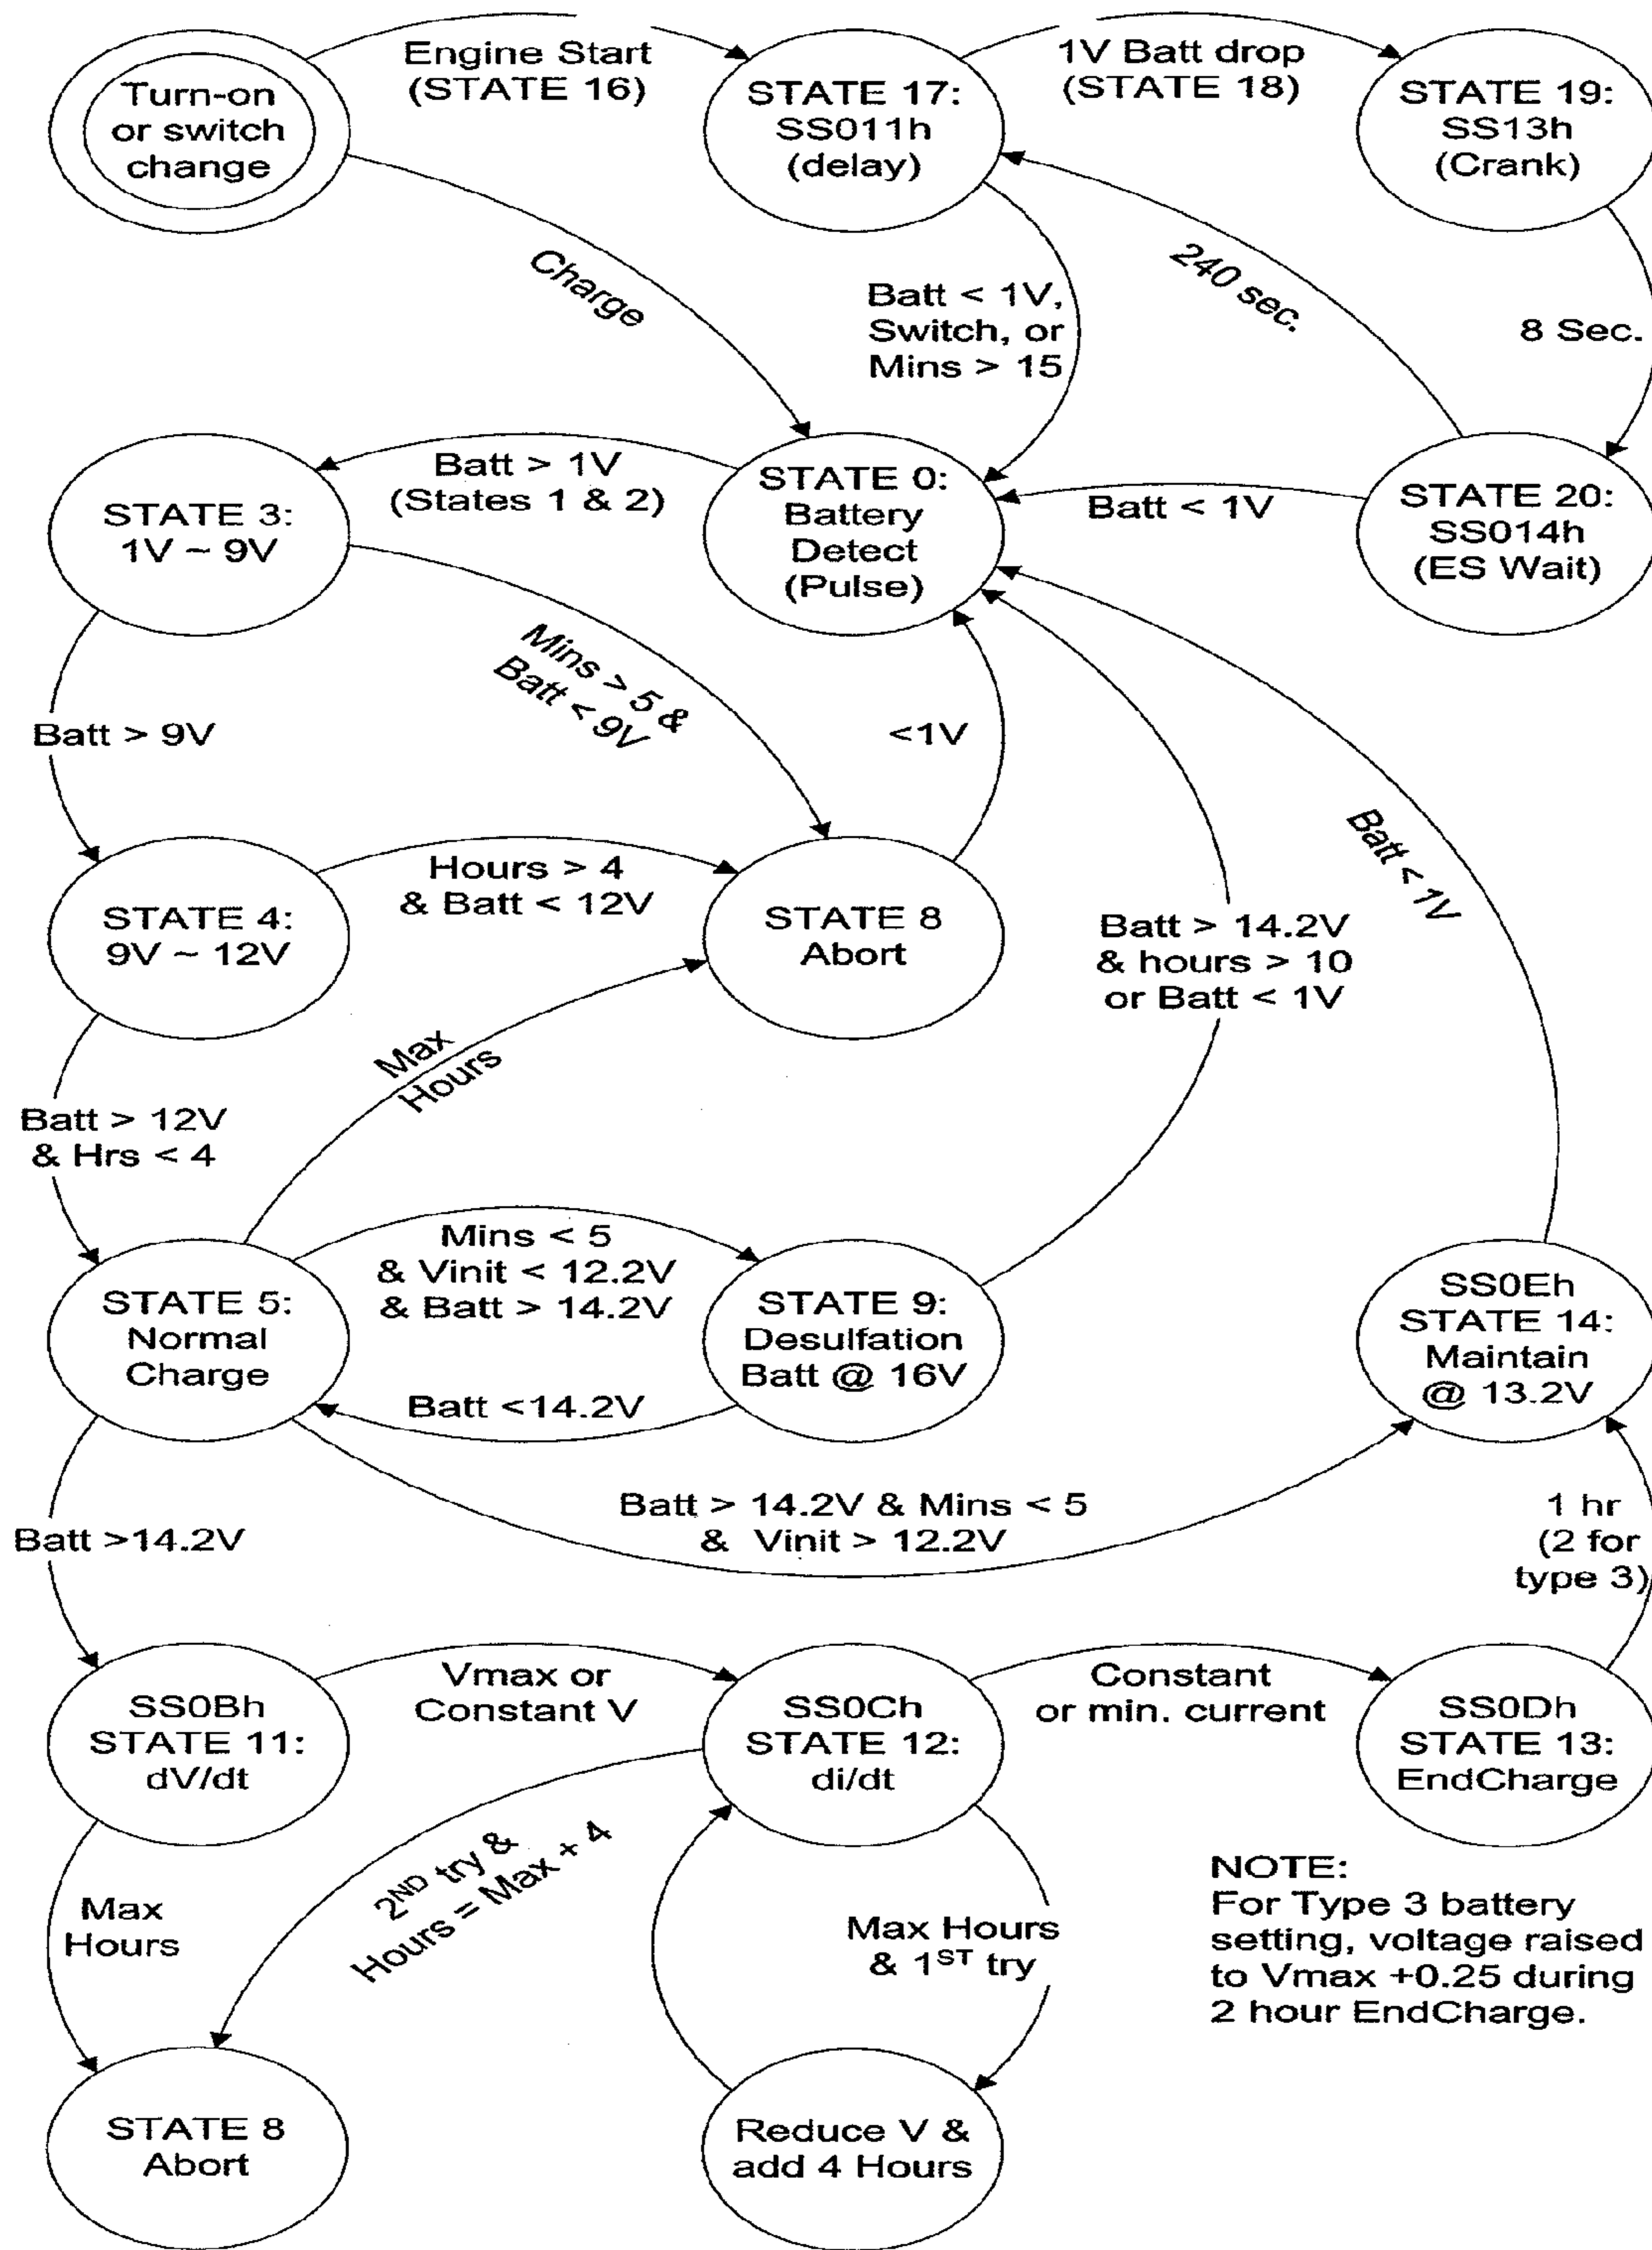 Turn-on
or switch
change
Engine Start
(STATE 16)
STATE 17:
SS011h
(delay)
1V Batt drop
(STATE 18)
STATE 19:
SS13h
(Crank)
Charge
Batt < 1V,
Switch, or
Mins > 15
240 sec.
8 Sec.
STATE 3:
1V ~ 9V
Batt > 1V
(States 1 & 2)
STATE 0:
Battery
Detect
(Pulse)
Batt < 1V
STATE 20:
SS014h
(ES Wait)
Batt > 9V
Mins > 5 &
Batt < 9V
<1V
Batt < 1V
STATE 4:
9V ~ 12V
Hours > 4
& Batt < 12V
STATE 8
Abort
Batt > 14.2V
& hours > 10
or Batt < 1V
Max
Hours
Batt > 12V
& Hrs < 4
STATE 5:
Normal
Charge
Mins < 5
& Vinit < 12.2V
& Batt > 14.2V
Batt <14.2V
STATE 9:
Desulfation
Batt @ 16V
SS0Eh
STATE 14:
Maintain
@ 13.2V
Batt >14.2V
Batt > 14.2V & Mins < 5
& Vinit > 12.2V
1 hr
(2 for
type 3)
SS0Bh
STATE 11:
dV/dt
Vmax or
Constant V
SS0Ch
STATE 12:
di/dt
Constant
or min. current
SS0Dh
STATE 13:
EndCharge
Max
Hours
2ND try &
Hours = Max + 4
Max Hours
& 1ST try
NOTE:
For Type 3 battery
setting, voltage raised
to Vmax +0.25 during
2 hour EndCharge.
STATE 8
Abort
Reduce V &
add 4 Hours